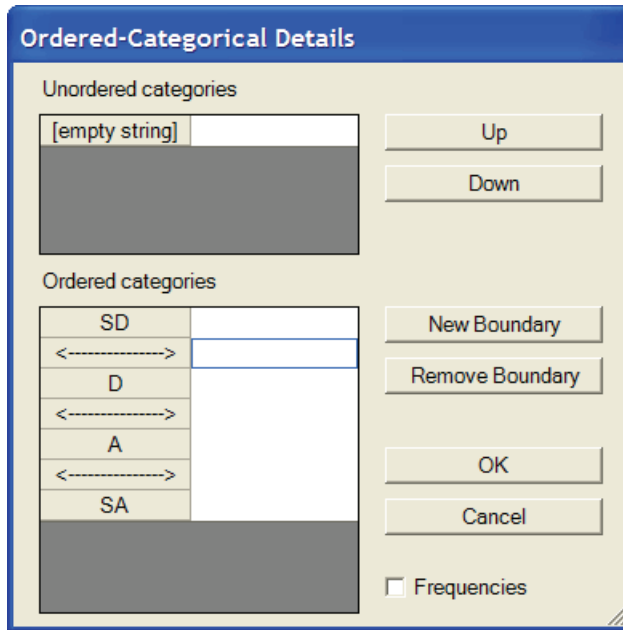 Ordered-Categorical Details
Unordered categories
[empty string]
Up
Down
Ordered categories
SD
<--------------->
D
<--------------->
A
<--------------->
SA
New Boundary
Remove Boundary
OK
Cancel
Frequencies